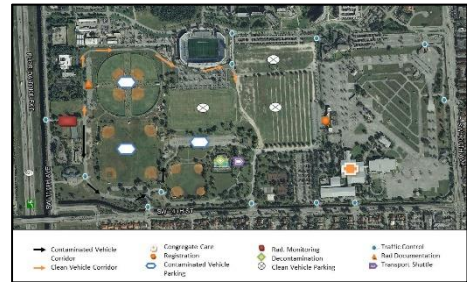 Contaminated Vehicle
Corridor
Clean Vehicle Corridor
Congregate Care
Registration
Contaminated Vehicle
Parking
Rad. Monitoring
Decontamination
Clean Vehicle Parking
Traffic Control
Rad Documentation
Transport Shuttle